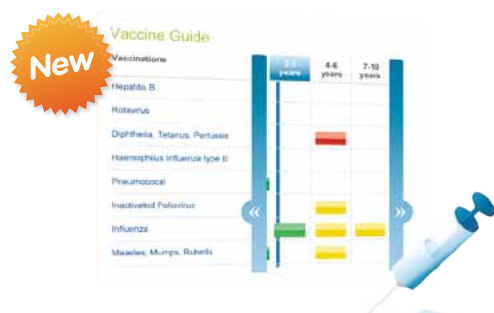 New
Vaccine Guide
Vaccinations
2-3 years
4-6 years
7-10 years
Hepatitis B
Rotavirus
Diphtheria, Tetanus, Pertussis
Haemophilus influenza type B
Pneumococcal
Inactivated Poliovirus
Influenza
Measles, Mumps, Rubella